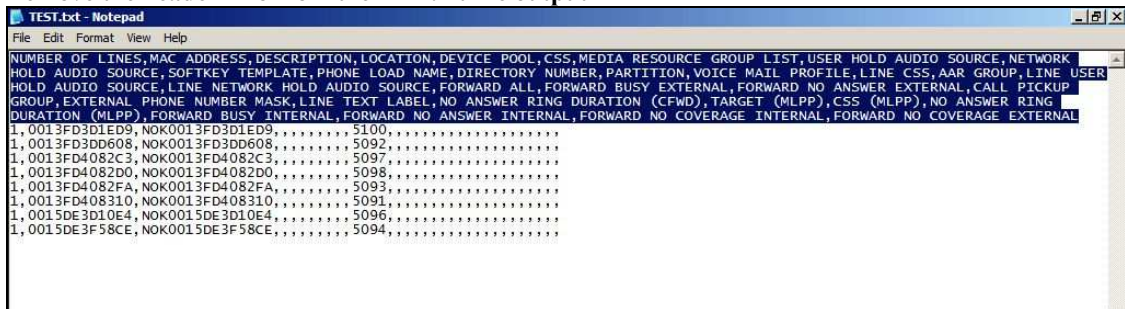 TEST.txt - Notepad
File Edit Format View Help
NUMBER OF LINES,MAC ADDRESS,DESCRIPTION,LOCATION,DEVICE POOL,CSS,MEDIA RESOURCE GROUP LIST,USER HOLD AUDIO SOURCE,NETWORK
HOLD AUDIO SOURCE,SOFTKEY TEMPLATE,PHONE LOAD NAME,DIRECTORY NUMBER,PARTITION,VOICE MAIL PROFILE,LINE CSS,AAR GROUP,LINE USER
HOLD AUDIO SOURCE,LINE NETWORK HOLD AUDIO SOURCE,FORWARD ALL,FORWARD BUSY EXTERNAL,FORWARD NO ANSWER EXTERNAL,CALL PICKUP
GROUP,EXTERNAL PHONE NUMBER MASK,LINE TEXT LABEL,NO ANSWER RING DURATION (CFWD),TARGET (MLPP),CSS (MLPP),NO ANSWER RING
DURATION (MLPP),FORWARD BUSY INTERNAL,FORWARD NO ANSWER INTERNAL,FORWARD NO COVERAGE INTERNAL,FORWARD NO COVERAGE EXTERNAL
1,0013FD3D1ED9,NOK0013FD3D1ED9,,,,,,,,,5100,,,,,,,,,,,,,,,,,,,,
1,0013FD3DD608,NOK0013FD3DD608,,,,,,,,,5092,,,,,,,,,,,,,,,,,,,,
1,0013FD4082C3,NOK0013FD4082C3,,,,,,,,,5097,,,,,,,,,,,,,,,,,,,,
1,0013FD4082D0,NOK0013FD4082D0,,,,,,,,,5098,,,,,,,,,,,,,,,,,,,,
1,0013FD4082FA,NOK0013FD4082FA,,,,,,,,,5093,,,,,,,,,,,,,,,,,,,,
1,0013FD408310,NOK0013FD408310,,,,,,,,,5091,,,,,,,,,,,,,,,,,,,,
1,0015DE3D10E4,NOK0015DE3D10E4,,,,,,,,,5096,,,,,,,,,,,,,,,,,,,,
1,0015DE3F58CE,NOK0015DE3F58CE,,,,,,,,,5094,,,,,,,,,,,,,,,,,,,,